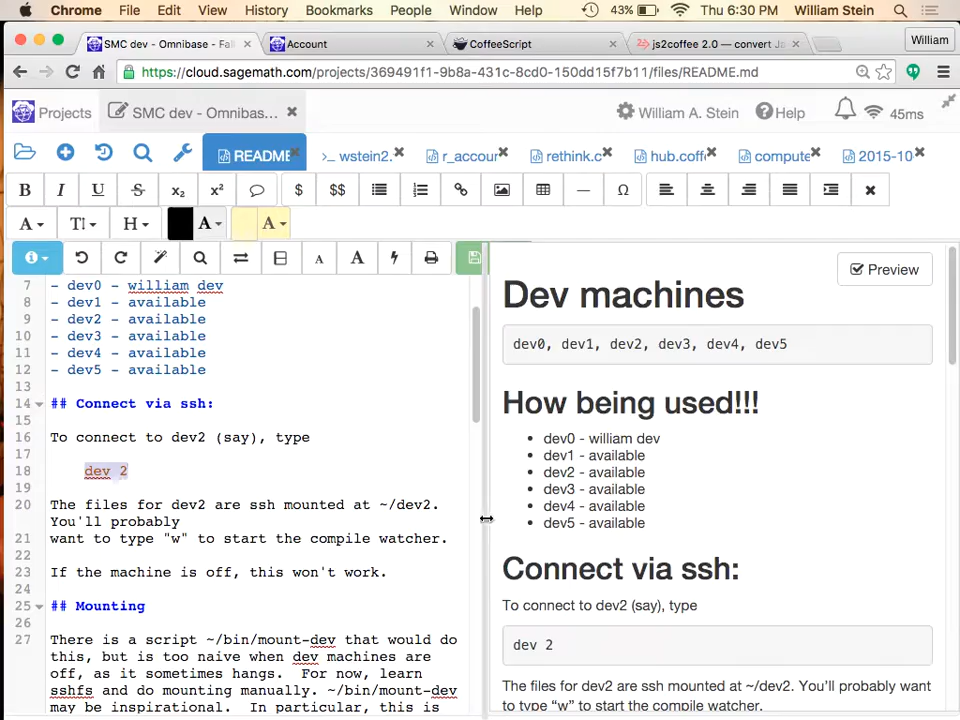 Chrome File Edit View History Bookmarks People Window Help 43% Thu 6:30 PM William Stein
SMC dev - Omnibase - Fal Account CoffeeScript js2coffee 2.0 — convert Ja William
https://cloud.sagemath.com/projects/369491f1-9b8a-431c-8cd0-150dd15f7b11/files/README.md
Projects SMC dev - Omnibas... William A. Stein Help 45ms
README wstein2. r_accour rethink.c hub.coff compute 2015-10
B I U S x₂ x² $ $$ Ω
A TI H A A
A A
Preview
7 - dev0 - william dev
8 - dev1 - available
9 - dev2 - available
10 - dev3 - available
11 - dev4 - available
12 - dev5 - available
13
14 ## Connect via ssh:
15
16 To connect to dev2 (say), type
17
18 dev 2
19
20 The files for dev2 are ssh mounted at ~/dev2.
You'll probably
21 want to type "w" to start the compile watcher.
22
23 If the machine is off, this won't work.
24
25 ## Mounting
26
27 There is a script ~/bin/mount-dev that would do
this, but is too naive when dev machines are
off, as it sometimes hangs. For now, learn
sshfs and do mounting manually. ~/bin/mount-dev
may be inspirational. In particular, this is
Dev machines
dev0, dev1, dev2, dev3, dev4, dev5
How being used!!!
• dev0 - william dev
• dev1 - available
• dev2 - available
• dev3 - available
• dev4 - available
• dev5 - available
Connect via ssh:
To connect to dev2 (say), type
dev 2
The files for dev2 are ssh mounted at ~/dev2. You'll probably want
to type “w” to start the compile watcher.